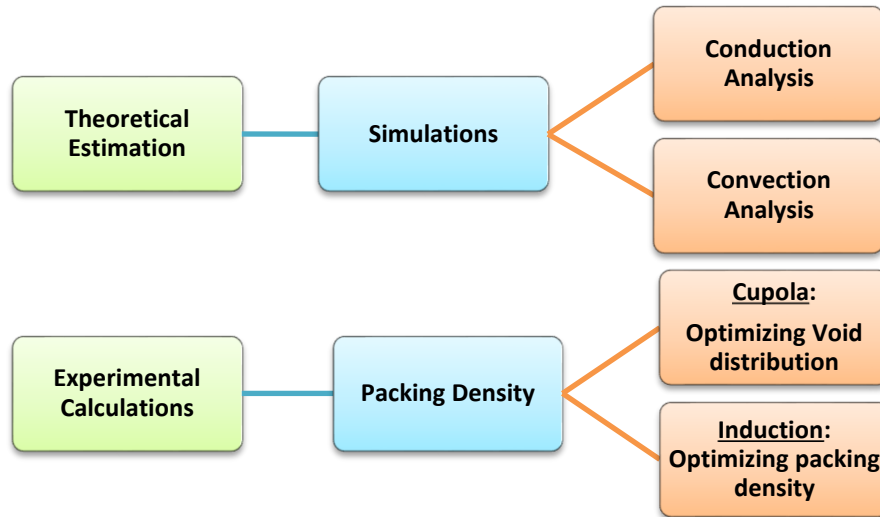 Theoretical
Estimation
Simulations
Conduction
Analysis
Convection
Analysis
Experimental
Calculations
Packing Density
Cupola:
Optimizing Void
distribution
Induction:
Optimizing packing
density